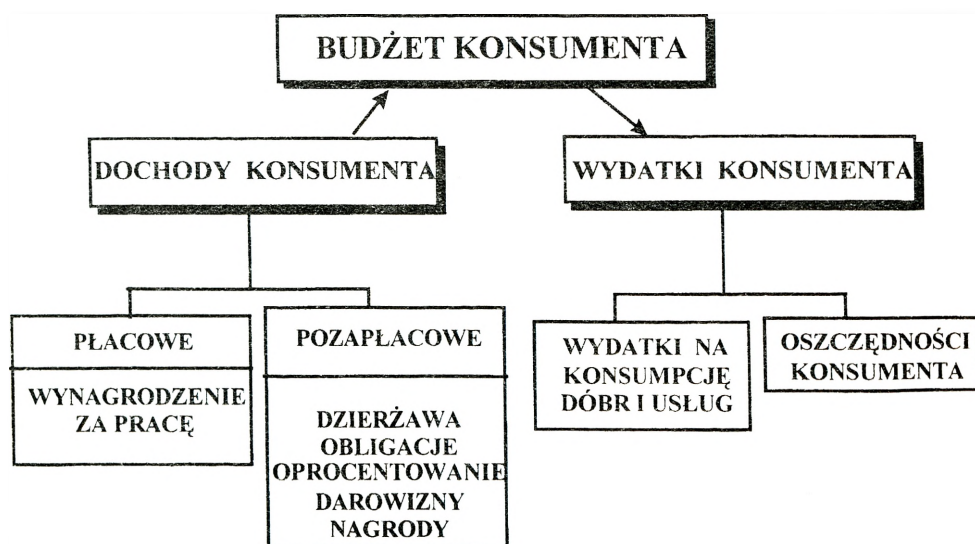 BUDŻET KONSUMENTA
DOCHODY KONSUMENTA
WYDATKI KONSUMENTA
PŁACOWE
WYNAGRODZENIE
ZA PRACĘ
POZAPŁACOWE
DZIERŻAWA
OBLIGACJE
OPROCENTOWANIE
DAROWIZNY
NAGRODY
WYDATKI NA
KONSUMPCJĘ
DÓBR I USŁUG
OSZCZĘDNOŚCI
KONSUMENTA